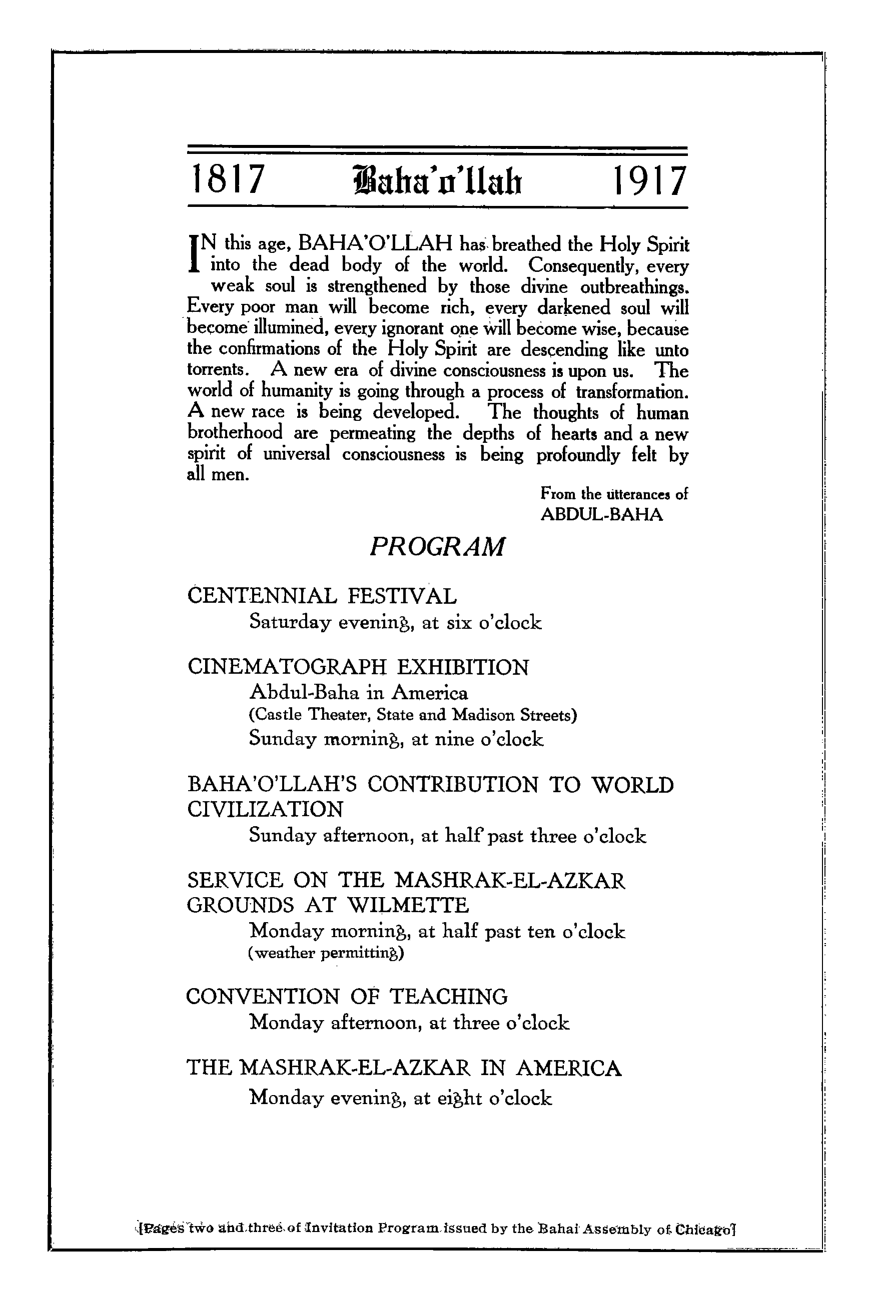 1817 Baha'o'llah 1917
IN this age, BAHA'O'LLAH has breathed the Holy Spirit
into the dead body of the world. Consequently, every
weak soul is strengthened by those divine outbreathings.
Every poor man will become rich, every darkened soul will
become illumined, every ignorant one will become wise, because
the confirmations of the Holy Spirit are descending like unto
torrents. A new era of divine consciousness is upon us. The
world of humanity is going through a process of transformation.
A new race is being developed. The thoughts of human
brotherhood are permeating the depths of hearts and a new
spirit of universal consciousness is being profoundly felt by
all men.
From the utterances of
ABDUL-BAHA
PROGRAM
CENTENNIAL FESTIVAL
Saturday evening, at six o'clock
CINEMATOGRAPH EXHIBITION
Abdul-Baha in America
(Castle Theater, State and Madison Streets)
Sunday morning, at nine o'clock
BAHA'O'LLAH'S CONTRIBUTION TO WORLD
CIVILIZATION
Sunday afternoon, at half past three o'clock
SERVICE ON THE MASHRAK-EL-AZKAR
GROUNDS AT WILMETTE
Monday morning, at half past ten o'clock
(weather permitting)
CONVENTION OF TEACHING
Monday afternoon, at three o'clock
THE MASHRAK-EL-AZKAR IN AMERICA
Monday evening, at eight o'clock
[Pages two and three of Invitation Program issued by the Bahai Assembly of Chicago]